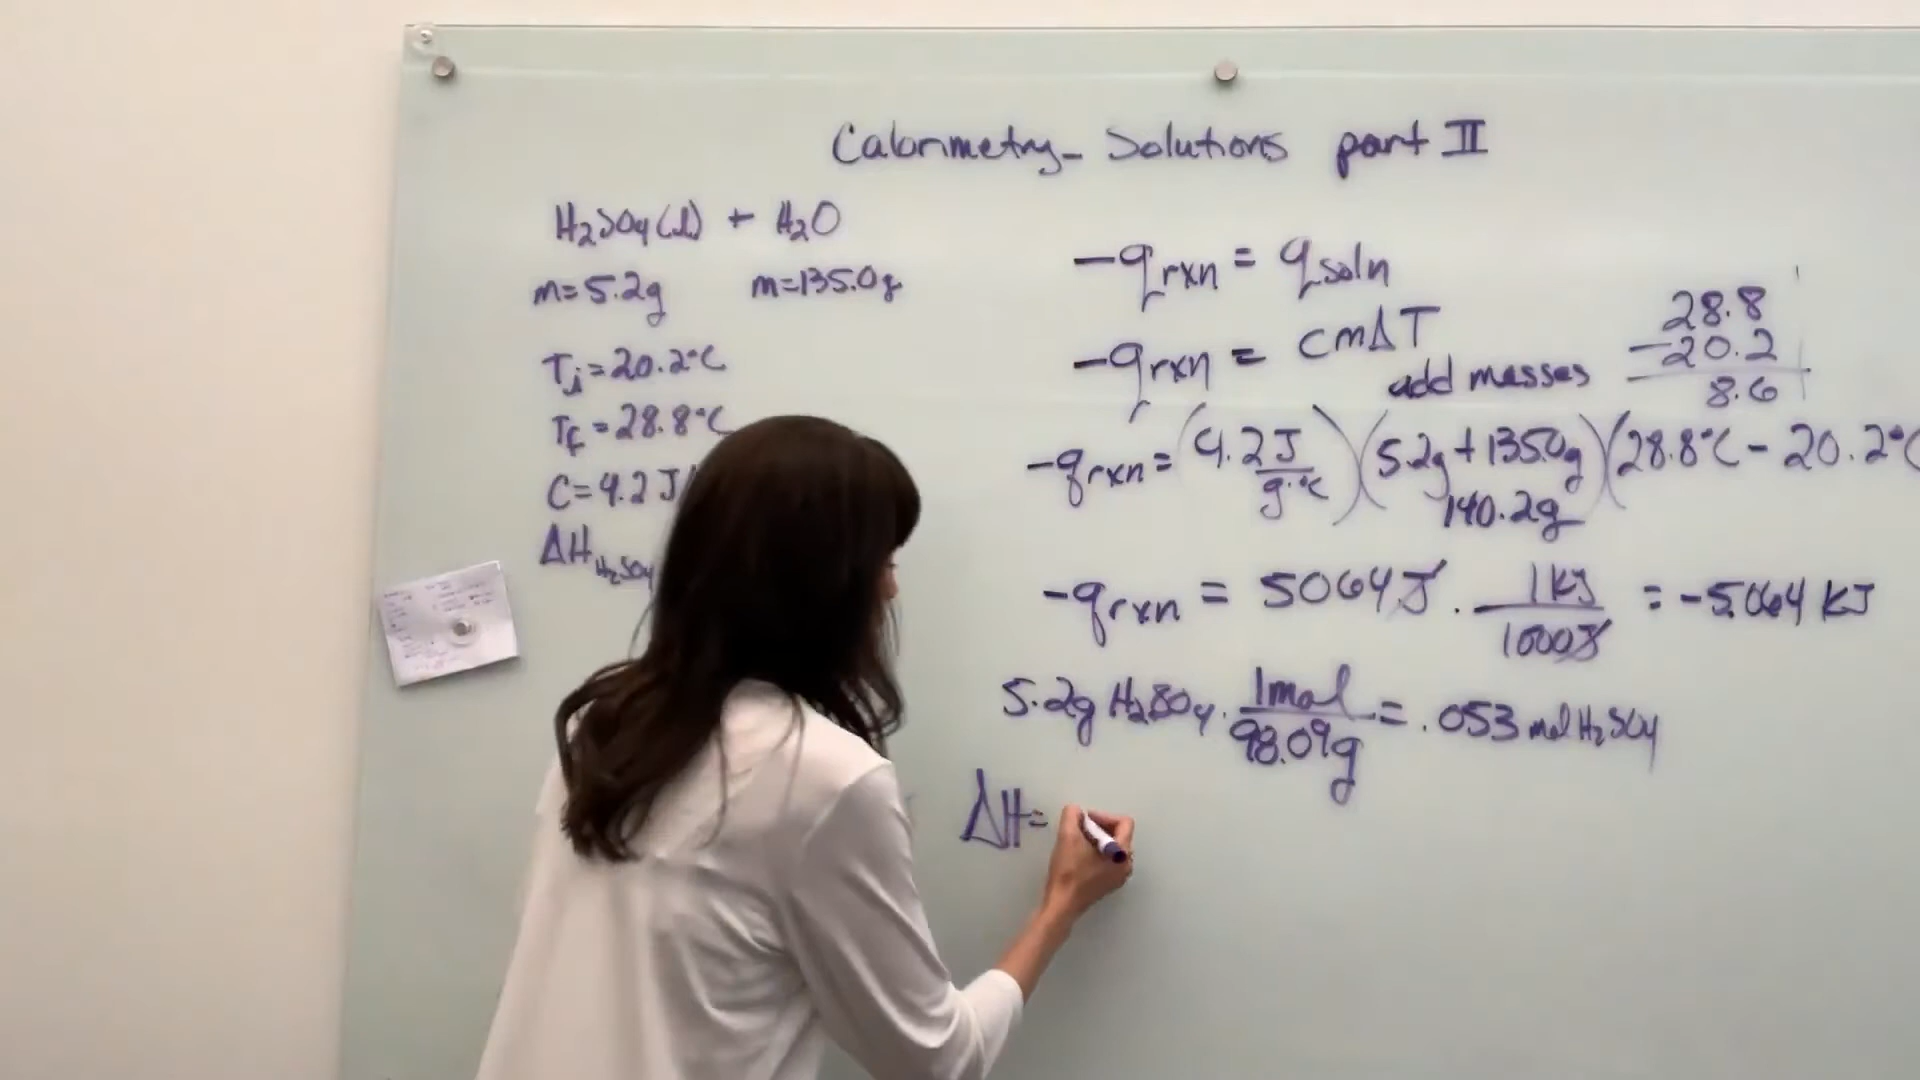 Calorimetry - Solutions part II
H₂SO₄(l) + H₂O
m=5.2g m=135.0g
Ti=20.2°C
Tf=28.8°C
C=4.2 J/
ΔH H₂SO₄
-qrxn = qsoln
-qrxn = cmΔT
add masses
28.8
-20.2
8.6
-qrxn = (4.2 J/g·°C)(5.2g+135.0g)(28.8°C - 20.2°C
140.2g
-qrxn = 5064J · 1KJ/1000J = -5.064 KJ
5.2g H₂SO₄ · 1mol/98.09g = .053 mol H₂SO₄
ΔH=